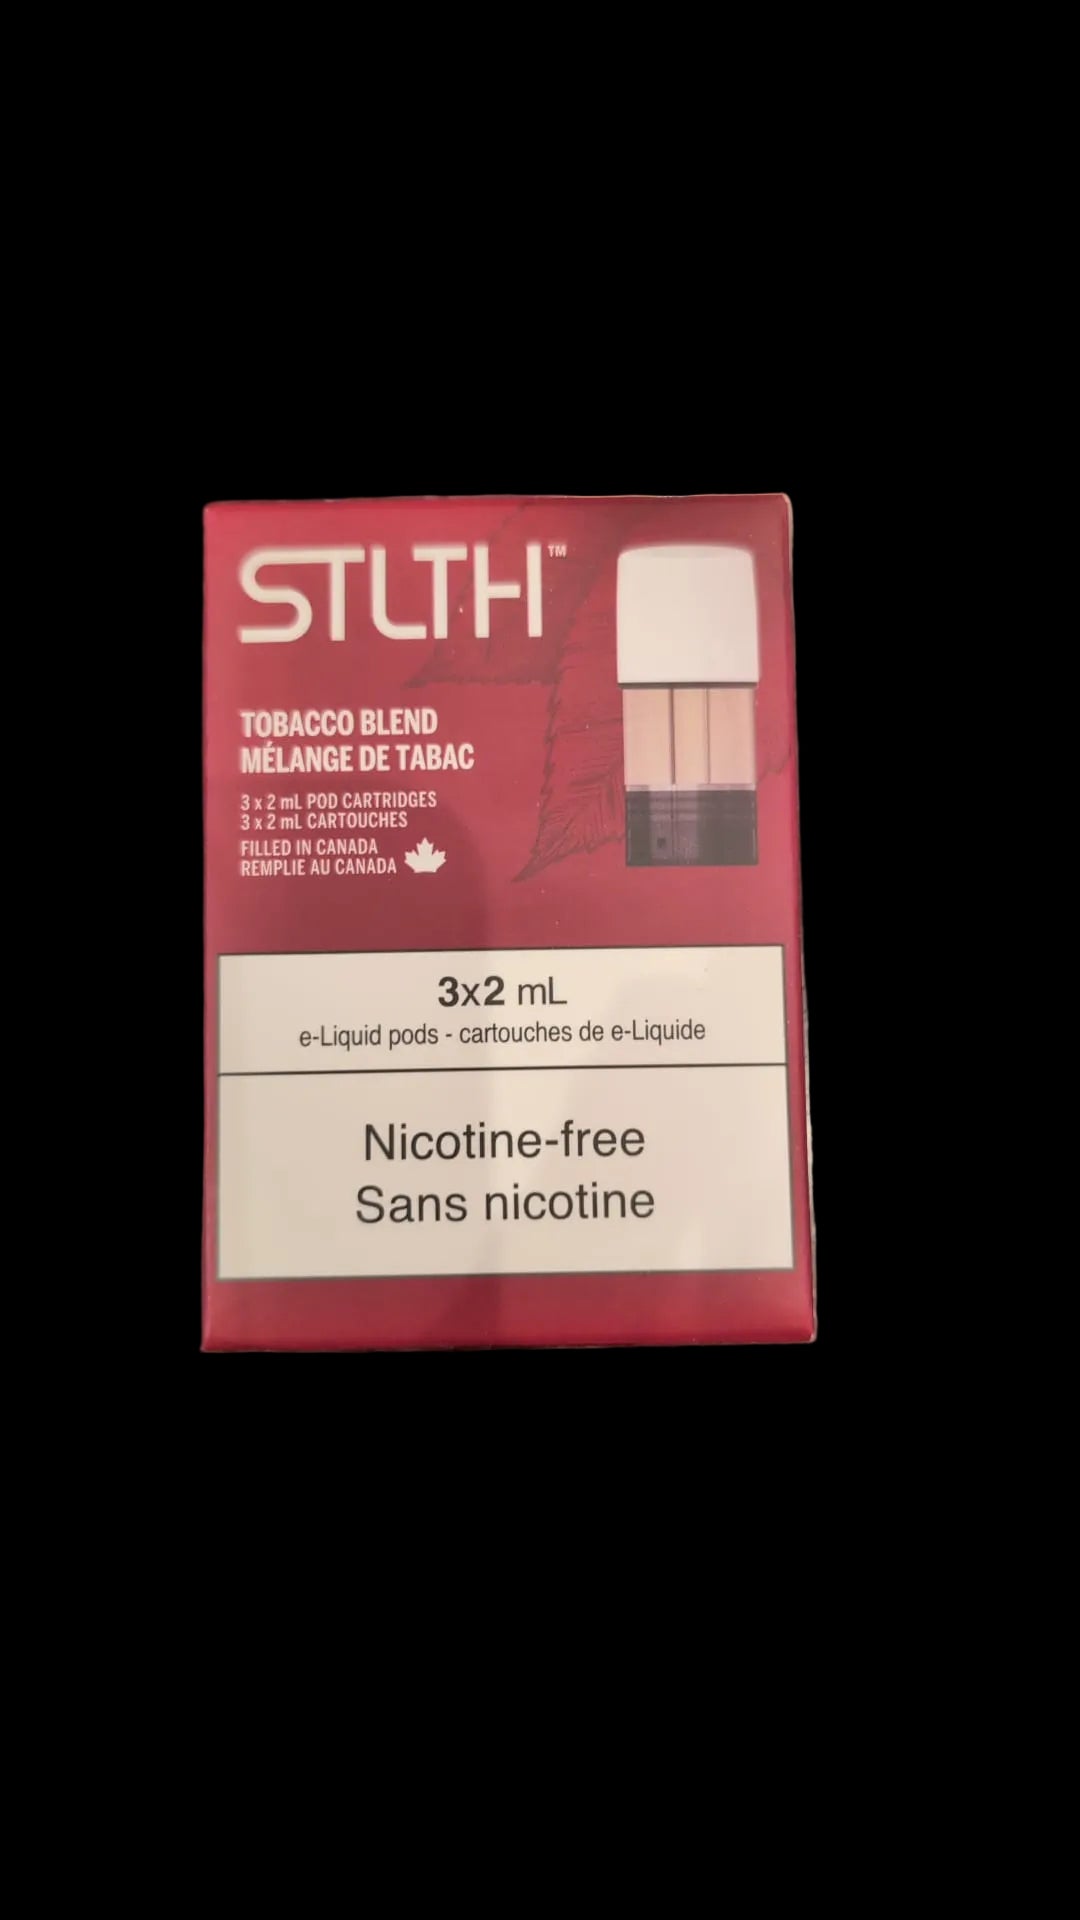 STLTH™
TOBACCO BLEND
MÉLANGE DE TABAC
3 x 2 mL POD CARTRIDGES
3 x 2 mL CARTOUCHES
FILLED IN CANADA
REMPLIE AU CANADA
3x2 mL
e-Liquid pods - cartouches de e-Liquide
Nicotine-free
Sans nicotine